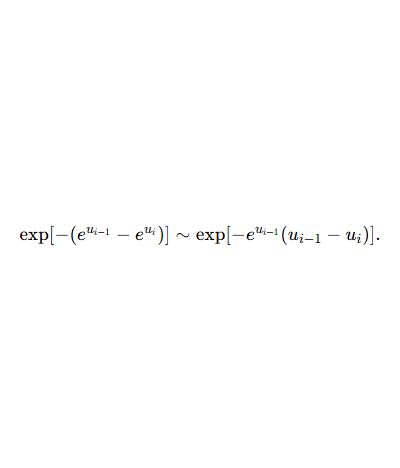 exp[−(e^{u_{i−1}} − e^{u_i})] ∼ exp[−e^{u_{i−1}}(u_{i−1} − u_i)].